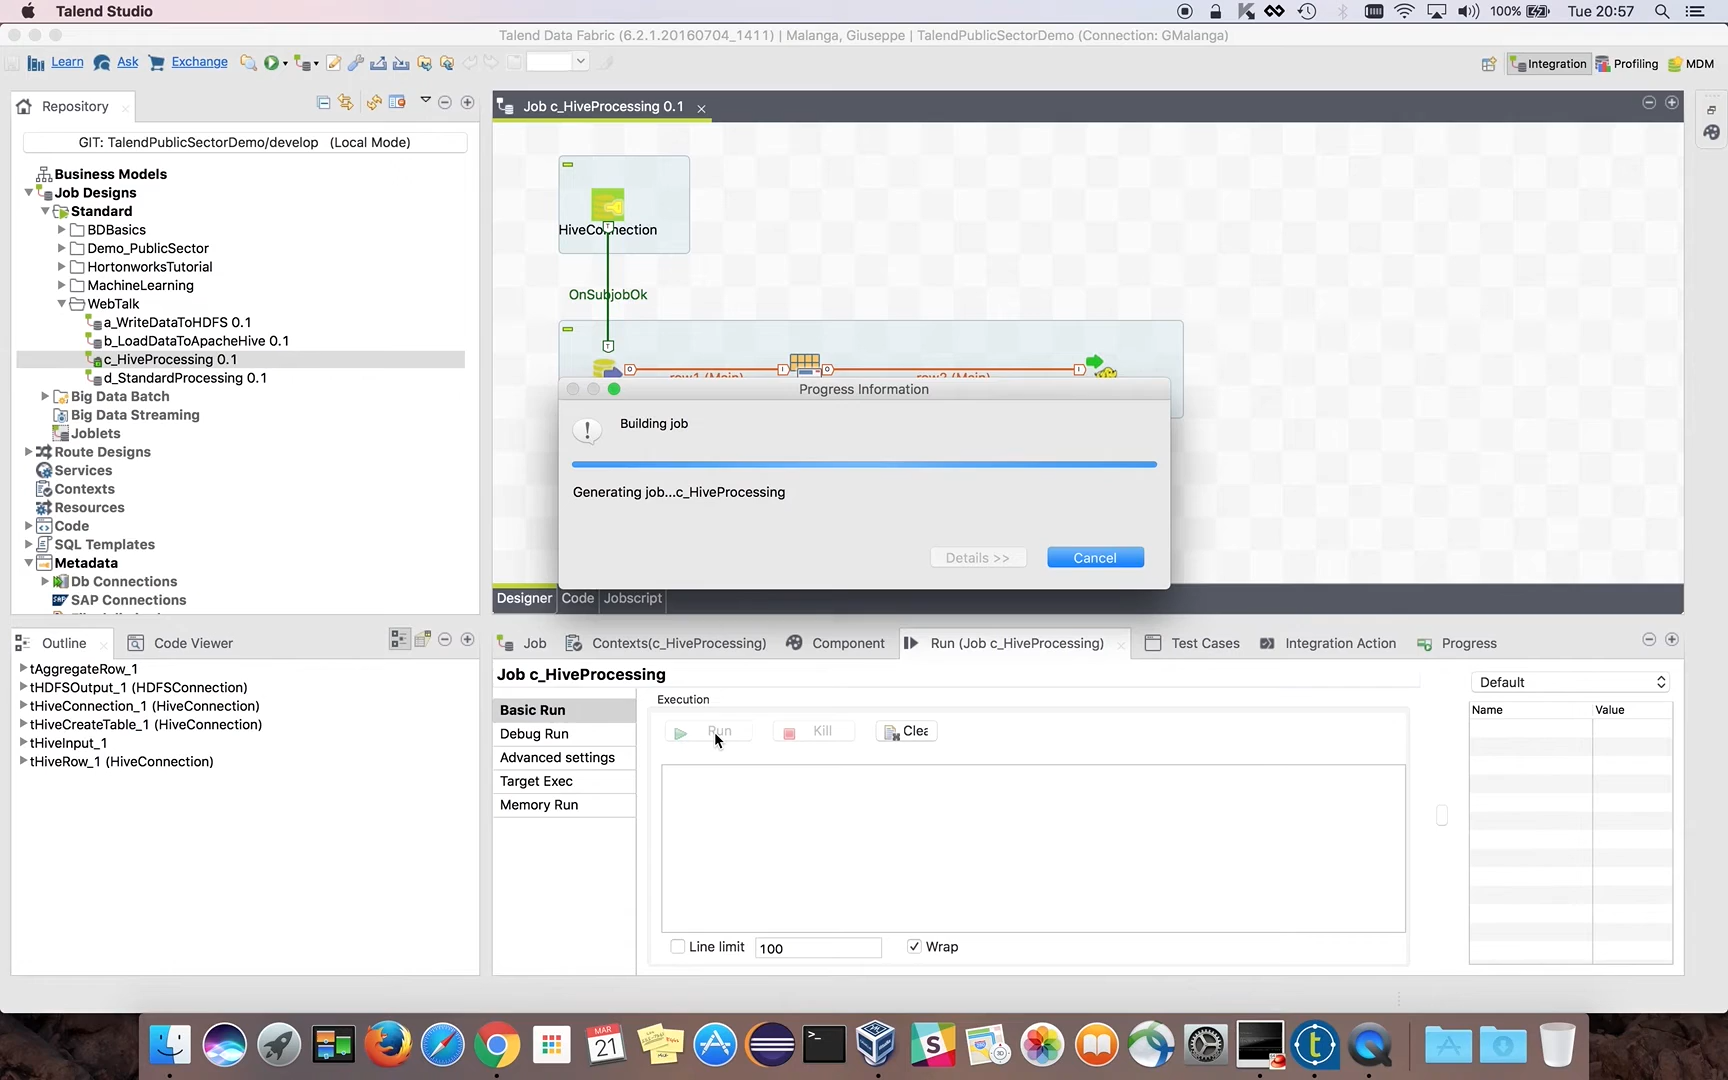 Talend Studio
100%
Tue 20:57
Talend Data Fabric (6.2.1.20160704_1411) | Malanga, Giuseppe | TalendPublicSectorDemo (Connection: GMalanga)
Learn
Ask
Exchange
Integration
Profiling
MDM
Repository
Job c_HiveProcessing 0.1
GIT: TalendPublicSectorDemo/develop (Local Mode)
Business Models
Job Designs
Standard
BDBasics
Demo_PublicSector
HortonworksTutorial
MachineLearning
WebTalk
a_WriteDataToHDFS 0.1
b_LoadDataToApacheHive 0.1
c_HiveProcessing 0.1
d_StandardProcessing 0.1
Big Data Batch
Big Data Streaming
Joblets
Route Designs
Services
Contexts
Resources
Code
SQL Templates
Metadata
Db Connections
SAP Connections
HiveConnection
OnSubjobOk
row1 (Main)
row2 (Main)
Progress Information
Building job
Generating job...c_HiveProcessing
Details >>
Cancel
Designer
Code
Jobscript
Outline
Code Viewer
tAggregateRow_1
tHDFSOutput_1 (HDFSConnection)
tHiveConnection_1 (HiveConnection)
tHiveCreateTable_1 (HiveConnection)
tHiveInput_1
tHiveRow_1 (HiveConnection)
Job
Contexts(c_HiveProcessing)
Component
Run (Job c_HiveProcessing)
Test Cases
Integration Action
Progress
Job c_HiveProcessing
Basic Run
Debug Run
Advanced settings
Target Exec
Memory Run
Execution
Run
Kill
Clea
Line limit
100
Wrap
Default
Name
Value
MAR
21